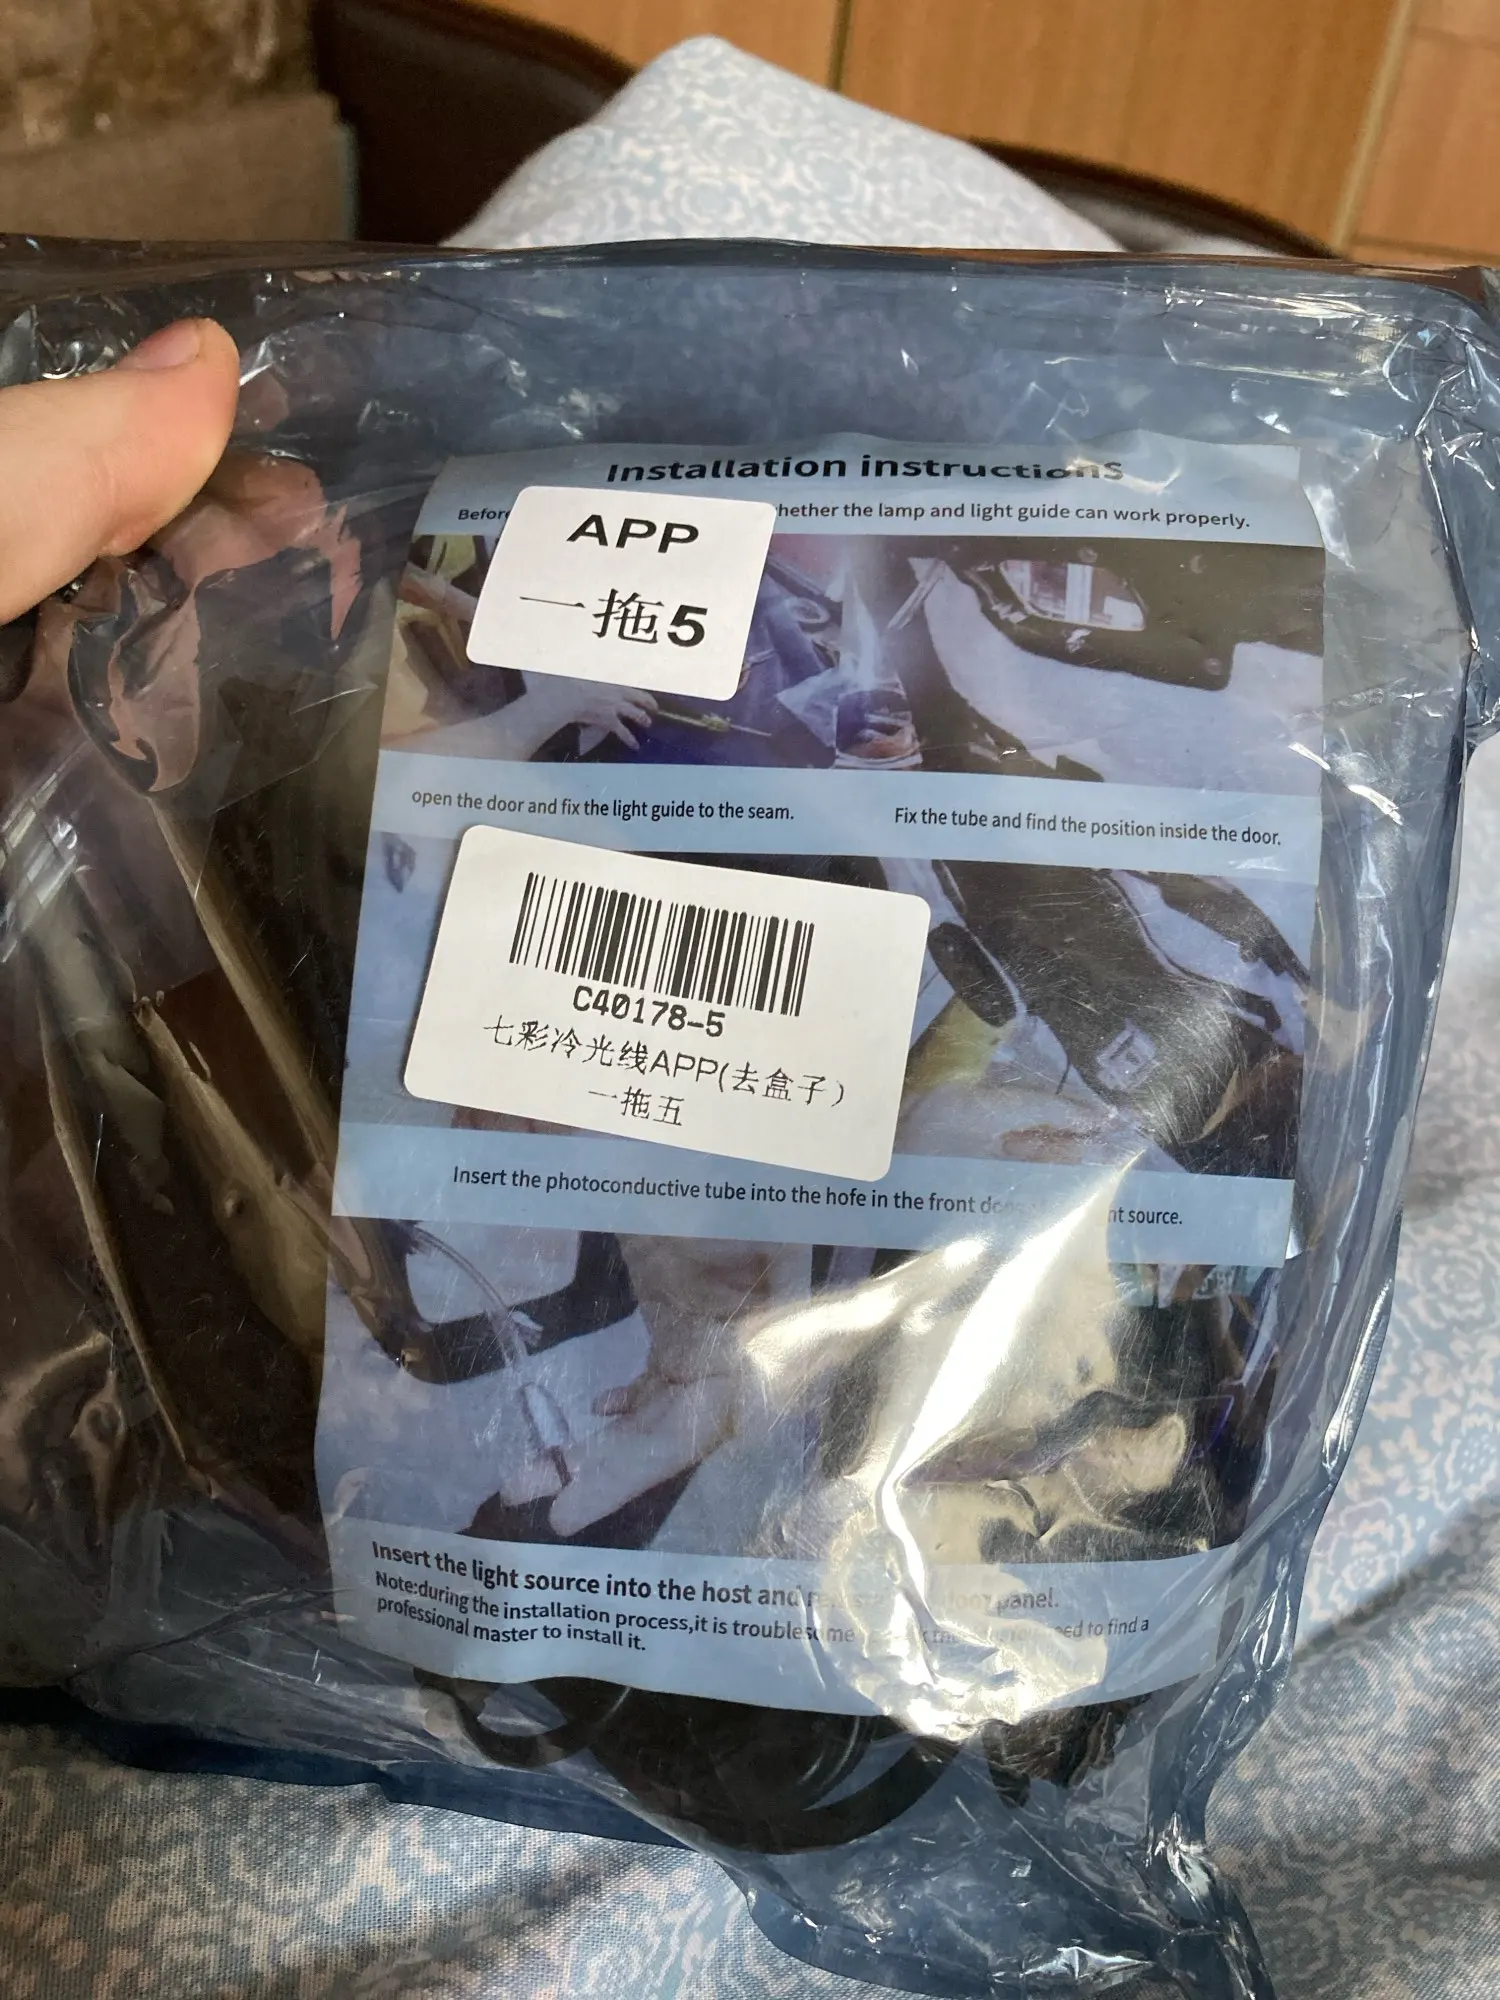 Installation instructions
hether the lamp and light guide can work properly.
APP
一拖5
open the door and fix the light guide to the seam.
Fix the tube and find the position inside the door.
C40178-5
七彩冷光线APP(去盒子)
一拖五
Insert the photoconductive tube into the hofe in the front source.
Insert the light source into the host and panel.
Note:during the installation process,it is troublesome to find a
professional master to install it.